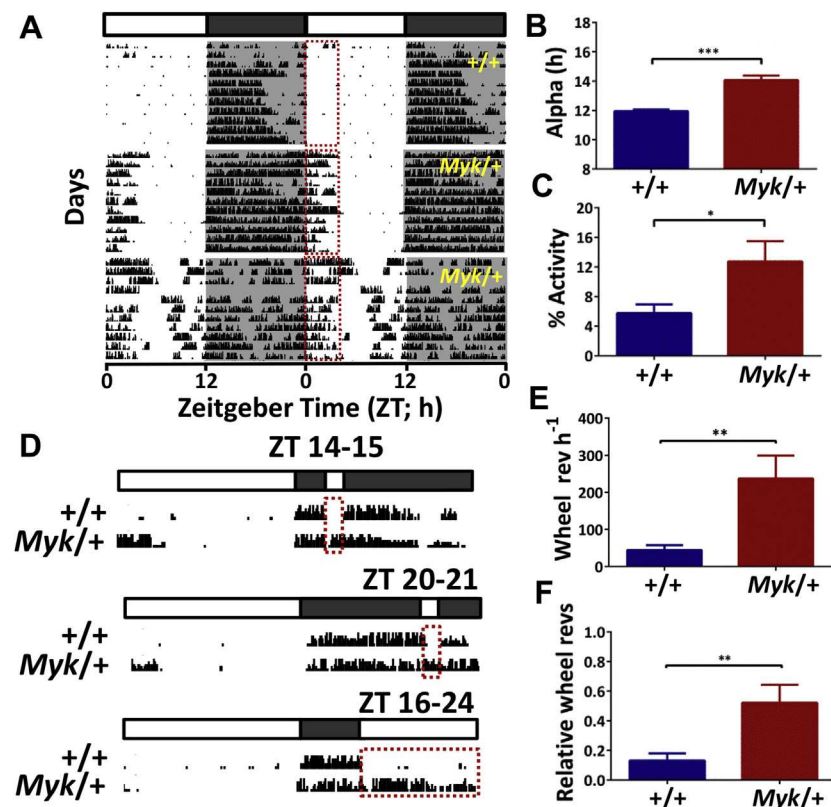 A
+/+
Myk/+
Myk/+
Days
0 12 0 12 0
Zeitgeber Time (ZT; h)
B
Alpha (h)
18
16
14
12
10
8
***
+/+ Myk/+
C
% Activity
20
16
12
8
4
0
*
+/+ Myk/+
D
ZT 14-15
+/+
Myk/+
ZT 20-21
+/+
Myk/+
ZT 16-24
+/+
Myk/+
E
Wheel rev h⁻¹
400
300
200
100
0
**
+/+ Myk/+
F
Relative wheel revs
1.0
0.8
0.6
0.4
0.2
0.0
**
+/+ Myk/+